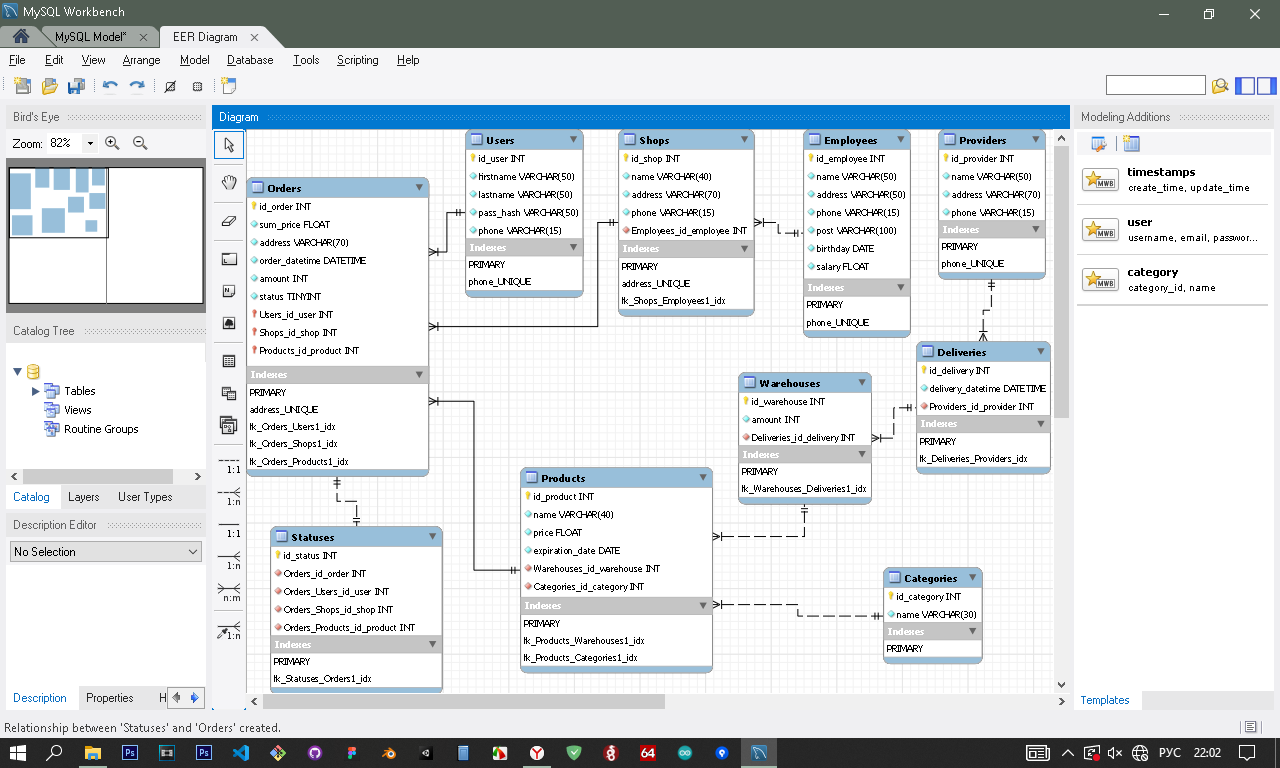 MySQL Workbench
MySQL Model*
EER Diagram
File Edit View Arrange Model Database Tools Scripting Help
Bird's Eye
Zoom: 83%
Catalog Tree
Tables
Views
Routine Groups
Catalog Layers User Types
Description Editor
No Selection
Description Properties H
Diagram
1:1
1:n
1:1
1:n
n:m
1:n
Orders
id_order INT
sum_price FLOAT
address VARCHAR(70)
order_datetime DATETIME
amount INT
status TINYINT
Users_id_user INT
Shops_id_shop INT
Products_id_product INT
Indexes
PRIMARY
address_UNIQUE
fk_Orders_Users1_idx
fk_Orders_Shops1_idx
fk_Orders_Products1_idx
Users
id_user INT
firstname VARCHAR(50)
lastname VARCHAR(50)
pass_hash VARCHAR(50)
phone VARCHAR(15)
Indexes
PRIMARY
phone_UNIQUE
Shops
id_shop INT
name VARCHAR(40)
address VARCHAR(70)
phone VARCHAR(15)
Employees_id_employee INT
Indexes
PRIMARY
address_UNIQUE
fk_Shops_Employees1_idx
Employees
id_employee INT
name VARCHAR(50)
address VARCHAR(50)
phone VARCHAR(15)
post VARCHAR(100)
birthday DATE
salary FLOAT
Indexes
PRIMARY
phone_UNIQUE
Providers
id_provider INT
name VARCHAR(50)
address VARCHAR(70)
phone VARCHAR(15)
Indexes
PRIMARY
phone_UNIQUE
Deliveries
id_delivery INT
delivery_datetime DATETIME
Providers_id_provider INT
Indexes
PRIMARY
fk_Deliveries_Providers_idx
Warehouses
id_warehouse INT
amount INT
Deliveries_id_delivery INT
Indexes
PRIMARY
fk_Warehouses_Deliveries1_idx
Products
id_product INT
name VARCHAR(40)
price FLOAT
expiration_date DATE
Warehouses_id_warehouse INT
Categories_id_category INT
Indexes
PRIMARY
fk_Products_Warehouses1_idx
fk_Products_Categories1_idx
Statuses
id_status INT
Orders_id_order INT
Orders_Users_id_user INT
Orders_Shops_id_shop INT
Orders_Products_id_product INT
Indexes
PRIMARY
fk_Statuses_Orders1_idx
Categories
id_category INT
name VARCHAR(30)
Indexes
PRIMARY
Modeling Additions
timestamps
create_time, update_time
user
username, email, passwor...
category
category_id, name
MWB
MWB
MWB
Templates
Relationship between 'Statuses' and 'Orders' created.
Ps
Ps
64
РУС 22:02